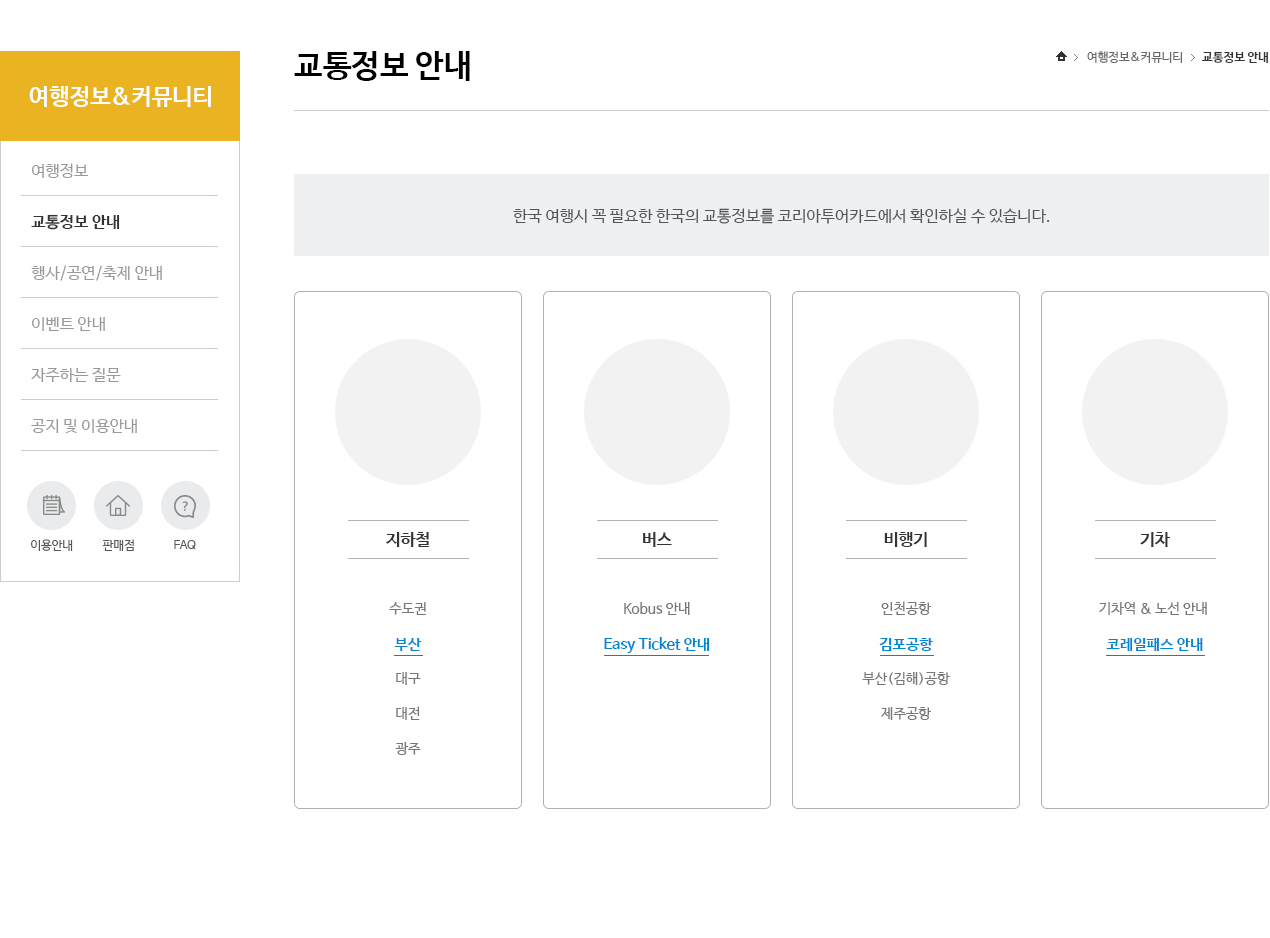 교통정보 안내
여행정보&커뮤니티
교통정보 안내
여행정보&커뮤니티
여행정보
교통정보 안내
행사/공연/축제 안내
이벤트 안내
자주하는 질문
공지 및 이용안내
이용안내
판매점
?
FAQ
한국 여행시 꼭 필요한 한국의 교통정보를 코리아투어카드에서 확인하실 수 있습니다.
지하철
수도권
부산
대구
대전
광주
버스
Kobus 안내
Easy Ticket 안내
비행기
인천공항
김포공항
부산(김해)공항
제주공항
기차
기차역 & 노선 안내
코레일패스 안내